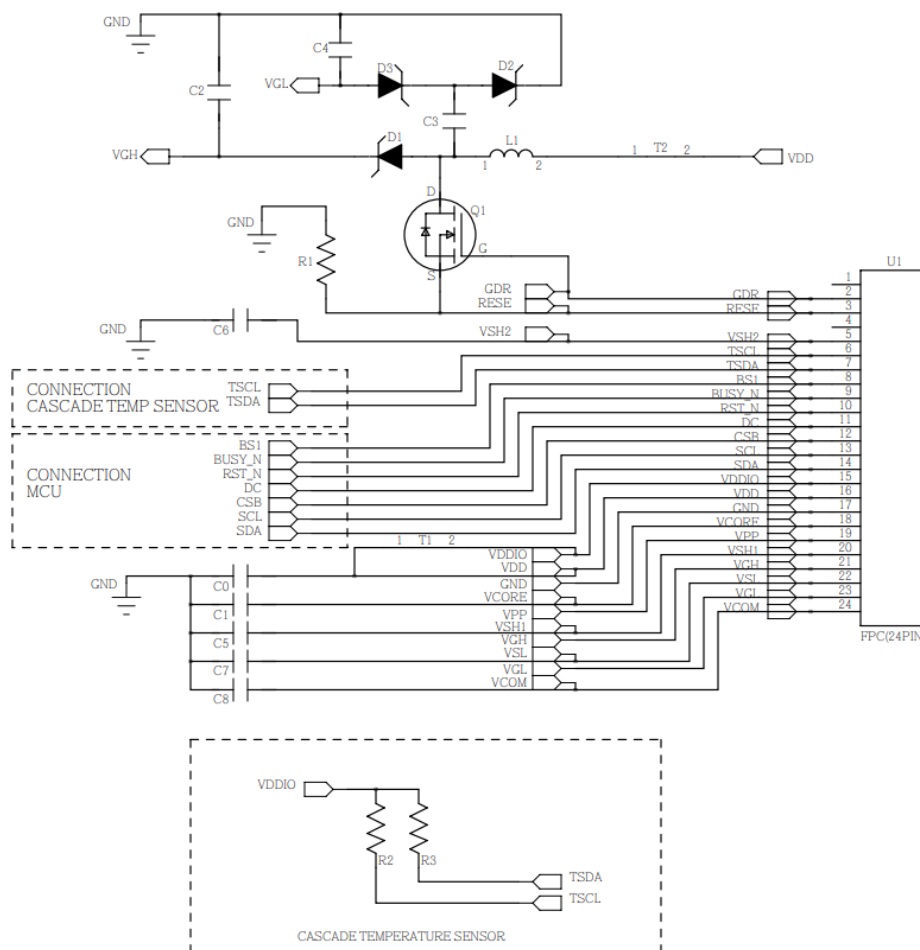 GND
C4
D3
D2
VGL
C2
C3
D1
L1
VGH
1
2
1 T2 2
VDD
D
Q1
GND
G
R1
S
U1
GDR
RESE
1
GDR
2
RESE
3
4
GND
C6
VSH2
VSH2
5
TSCL
6
TSDA
7
BS1
8
BUSY_N
9
RST_N
10
DC
11
CSB
12
SCL
13
SDA
14
VDDIO
15
VDD
16
GND
17
VCORE
18
VPP
19
VSH1
20
VGH
21
VSL
22
VGL
23
VCOM
24
FPC(24PIN
CONNECTION
CASCADE TEMP SENSOR
TSCL
TSDA
CONNECTION
MCU
BS1
BUSY_N
RST_N
DC
CSB
SCL
SDA
1 T1 2
GND
C0
C1
C5
C7
C8
VDDIO
VDD
GND
VCORE
VPP
VSH1
VGH
VSL
VGL
VCOM
VDDIO
R2
R3
TSDA
TSCL
CASCADE TEMPERATURE SENSOR